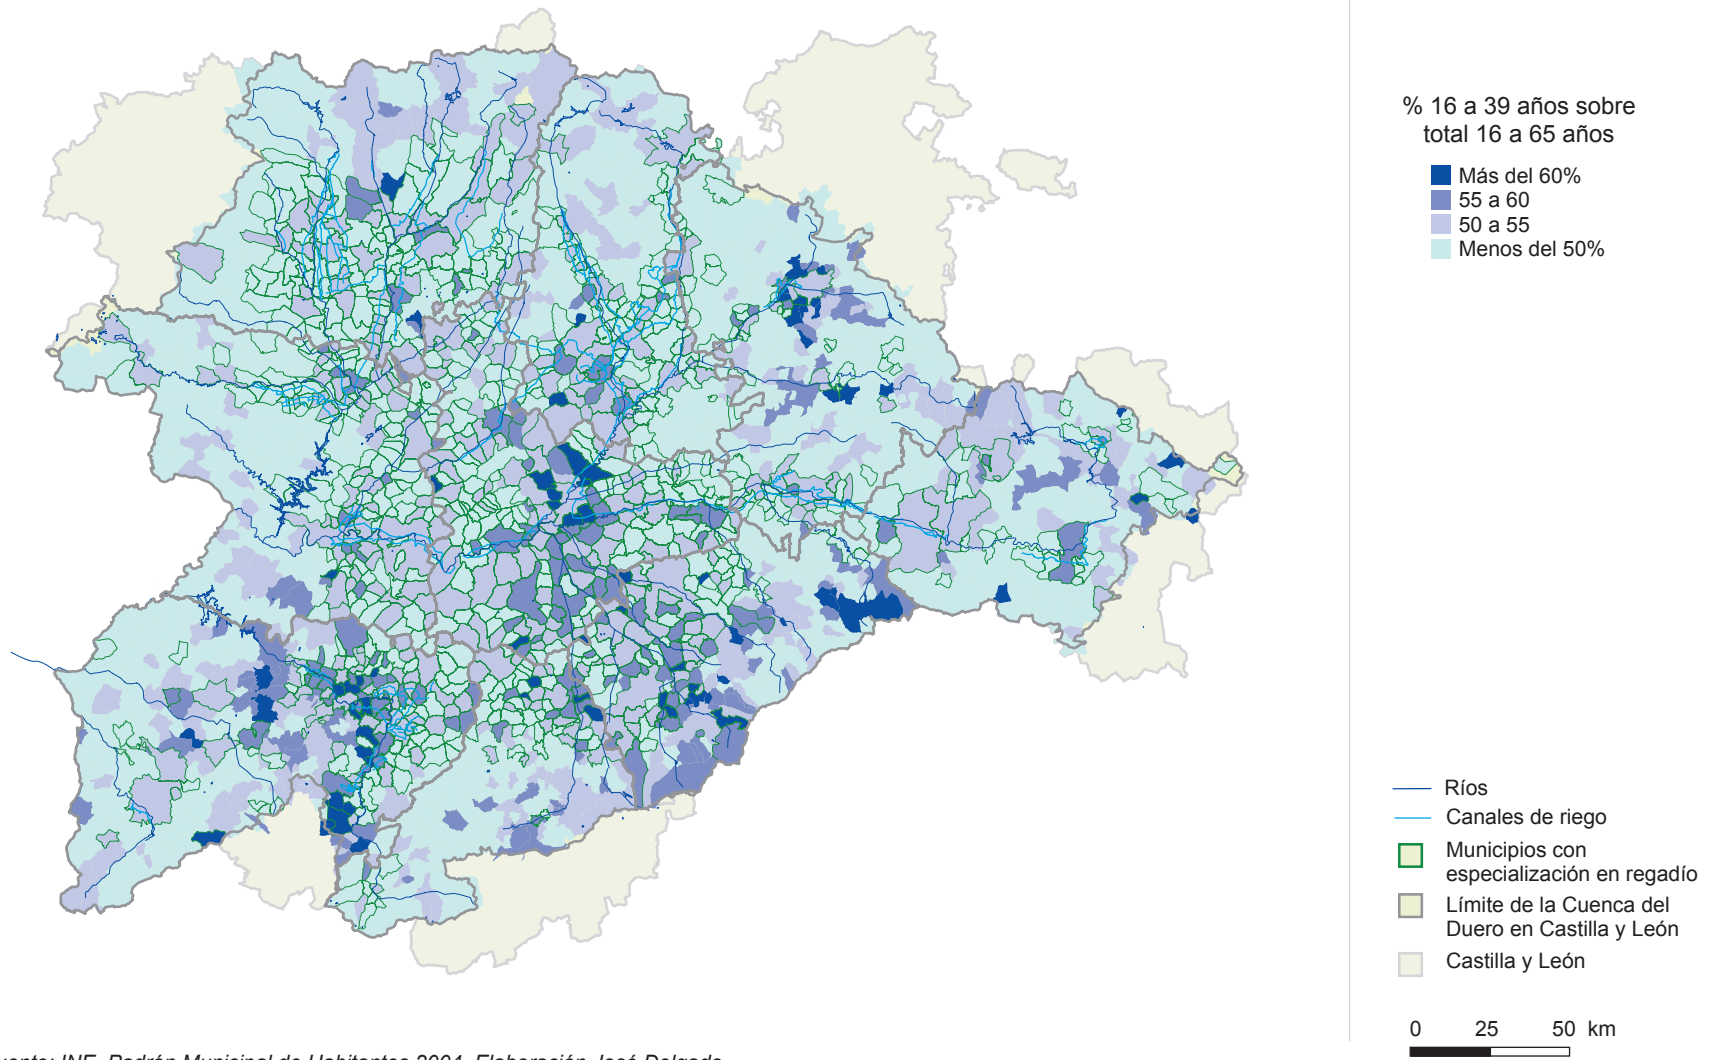 % 16 a 39 años sobre
total 16 a 65 años
Más del 60%
55 a 60
50 a 55
Menos del 50%
Ríos
Canales de riego
Municipios con
especialización en regadío
Límite de la Cuenca del
Duero en Castilla y León
Castilla y León
0 25 50 km